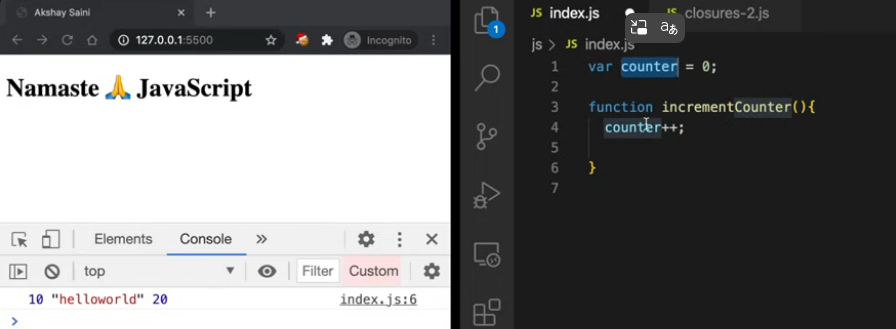 Akshay Saini
127.0.0.1:5500
Incognito
Namaste 🙏 JavaScript
Elements Console
top Filter Custom
10 "helloworld" 20 index.js:6
1
JS index.js JS closures-2.js
js > JS index.js
1 var counter = 0;
2
3 function incrementCounter(){
4 counter++;
5
6 }
7